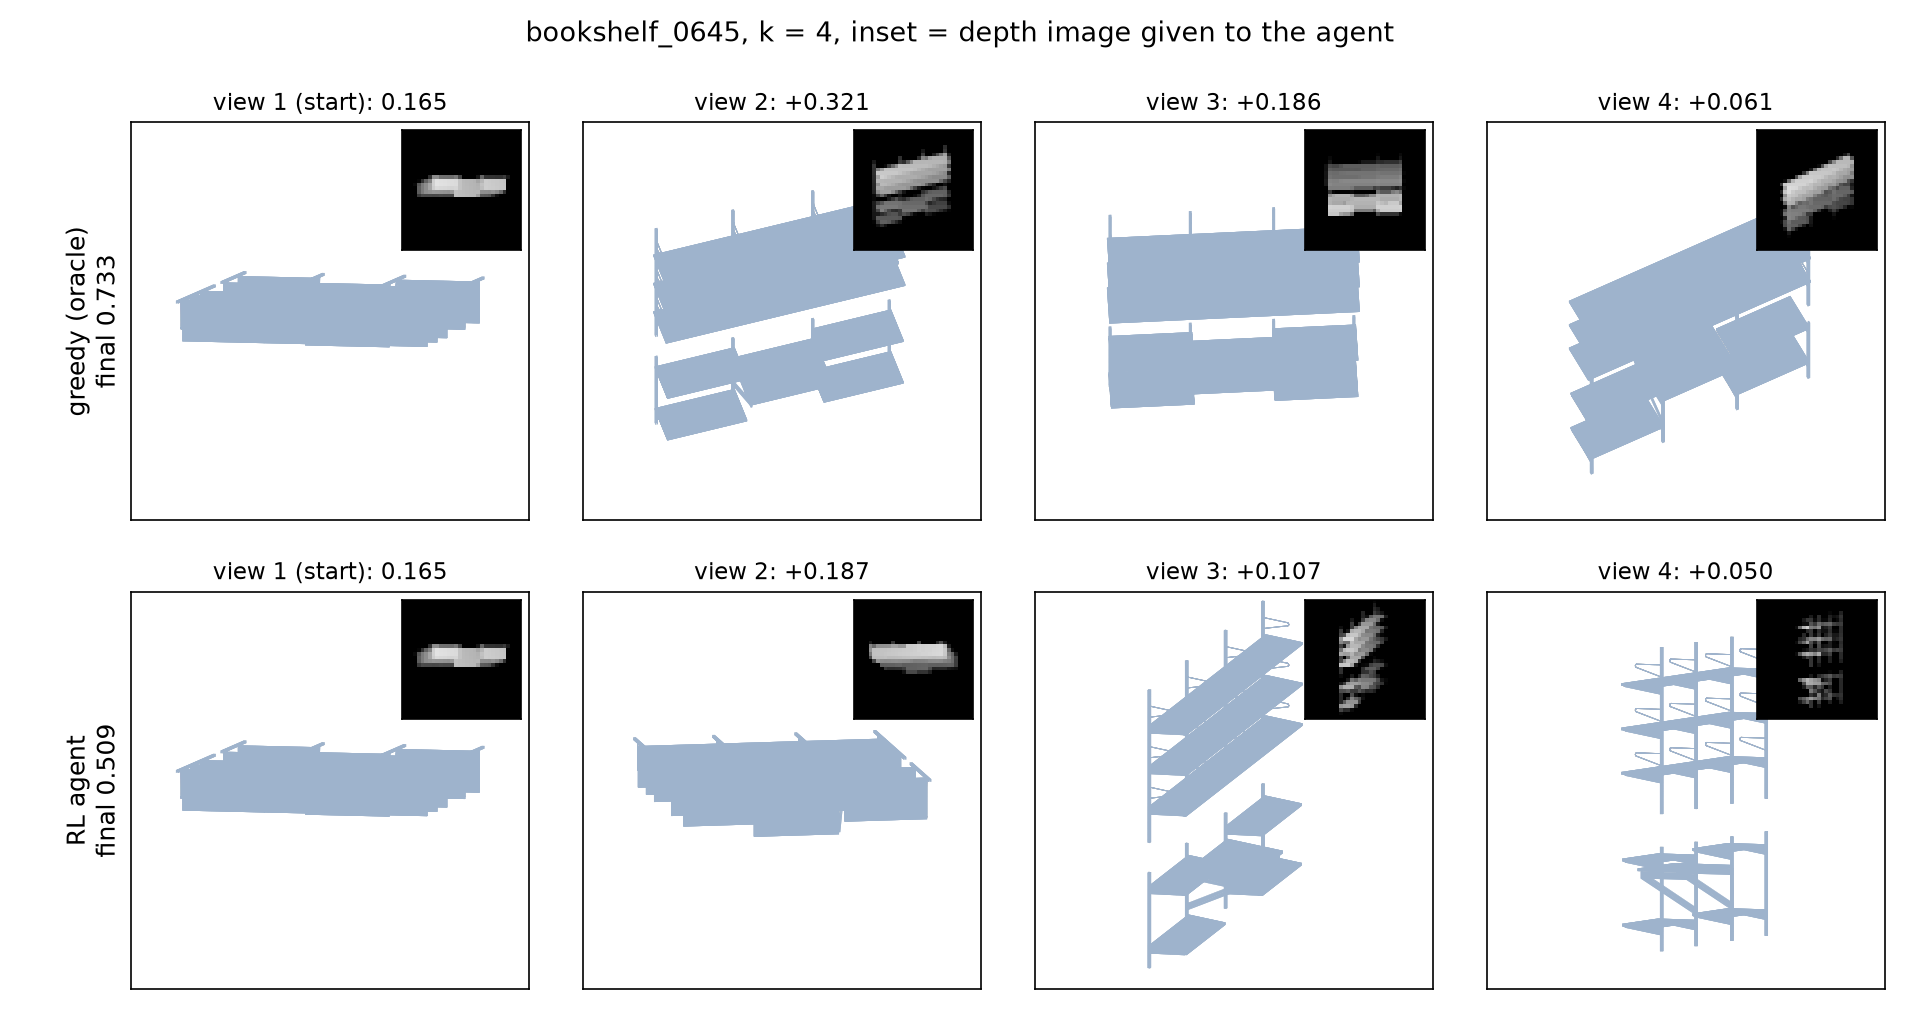 bookshelf_0645, k = 4, inset = depth image given to the agent
greedy (oracle)
final 0.733
view 1 (start): 0.165
view 2: +0.321
view 3: +0.186
view 4: +0.061
RL agent
final 0.509
view 1 (start): 0.165
view 2: +0.187
view 3: +0.107
view 4: +0.050